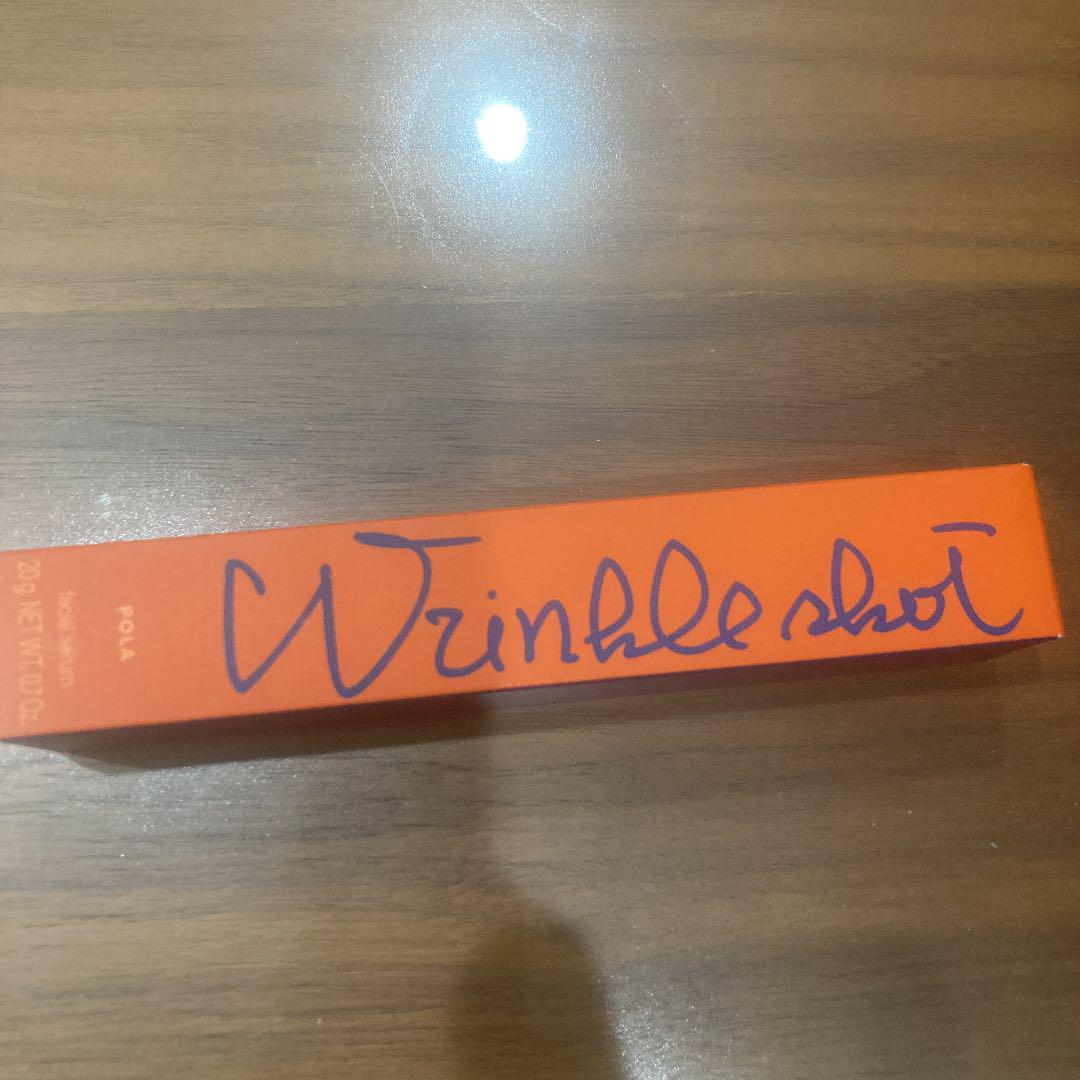 Wrinkle shot
POLA
facial serum
20g NET WT. 0.7 Oz.